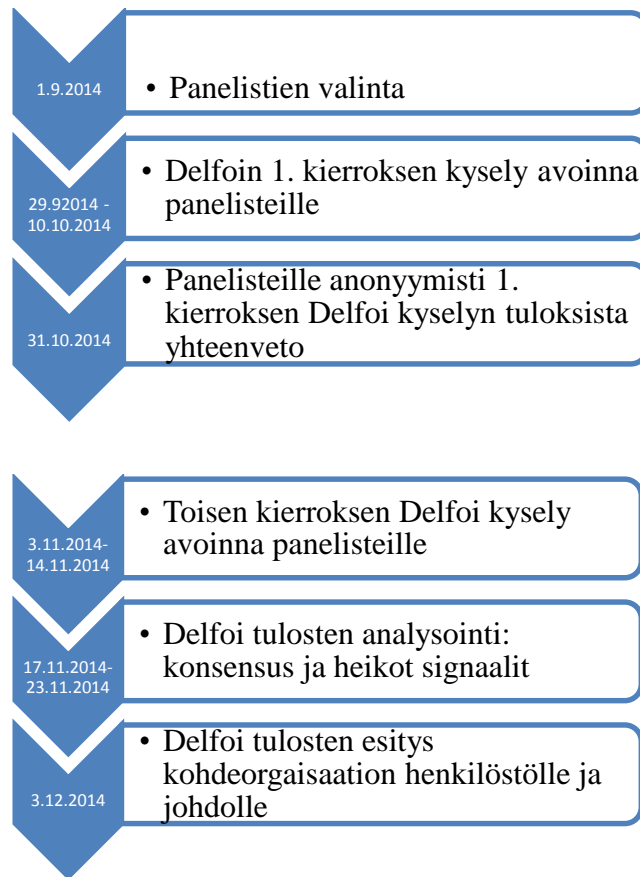 1.9.2014
• Panelistien valinta
29.92014 -
10.10.2014
• Delfoin 1. kierroksen kysely avoinna
panelisteille
31.10.2014
• Panelisteille anonyymisti 1.
kierroksen Delfoi kyselyn tuloksista
yhteenveto
3.11.2014-
14.11.2014
• Toisen kierroksen Delfoi kysely
avoinna panelisteille
17.11.2014-
23.11.2014
• Delfoi tulosten analysointi:
konsensus ja heikot signaalit
3.12.2014
• Delfoi tulosten esitys
kohdeorgaisaation henkilöstölle ja
johdolle